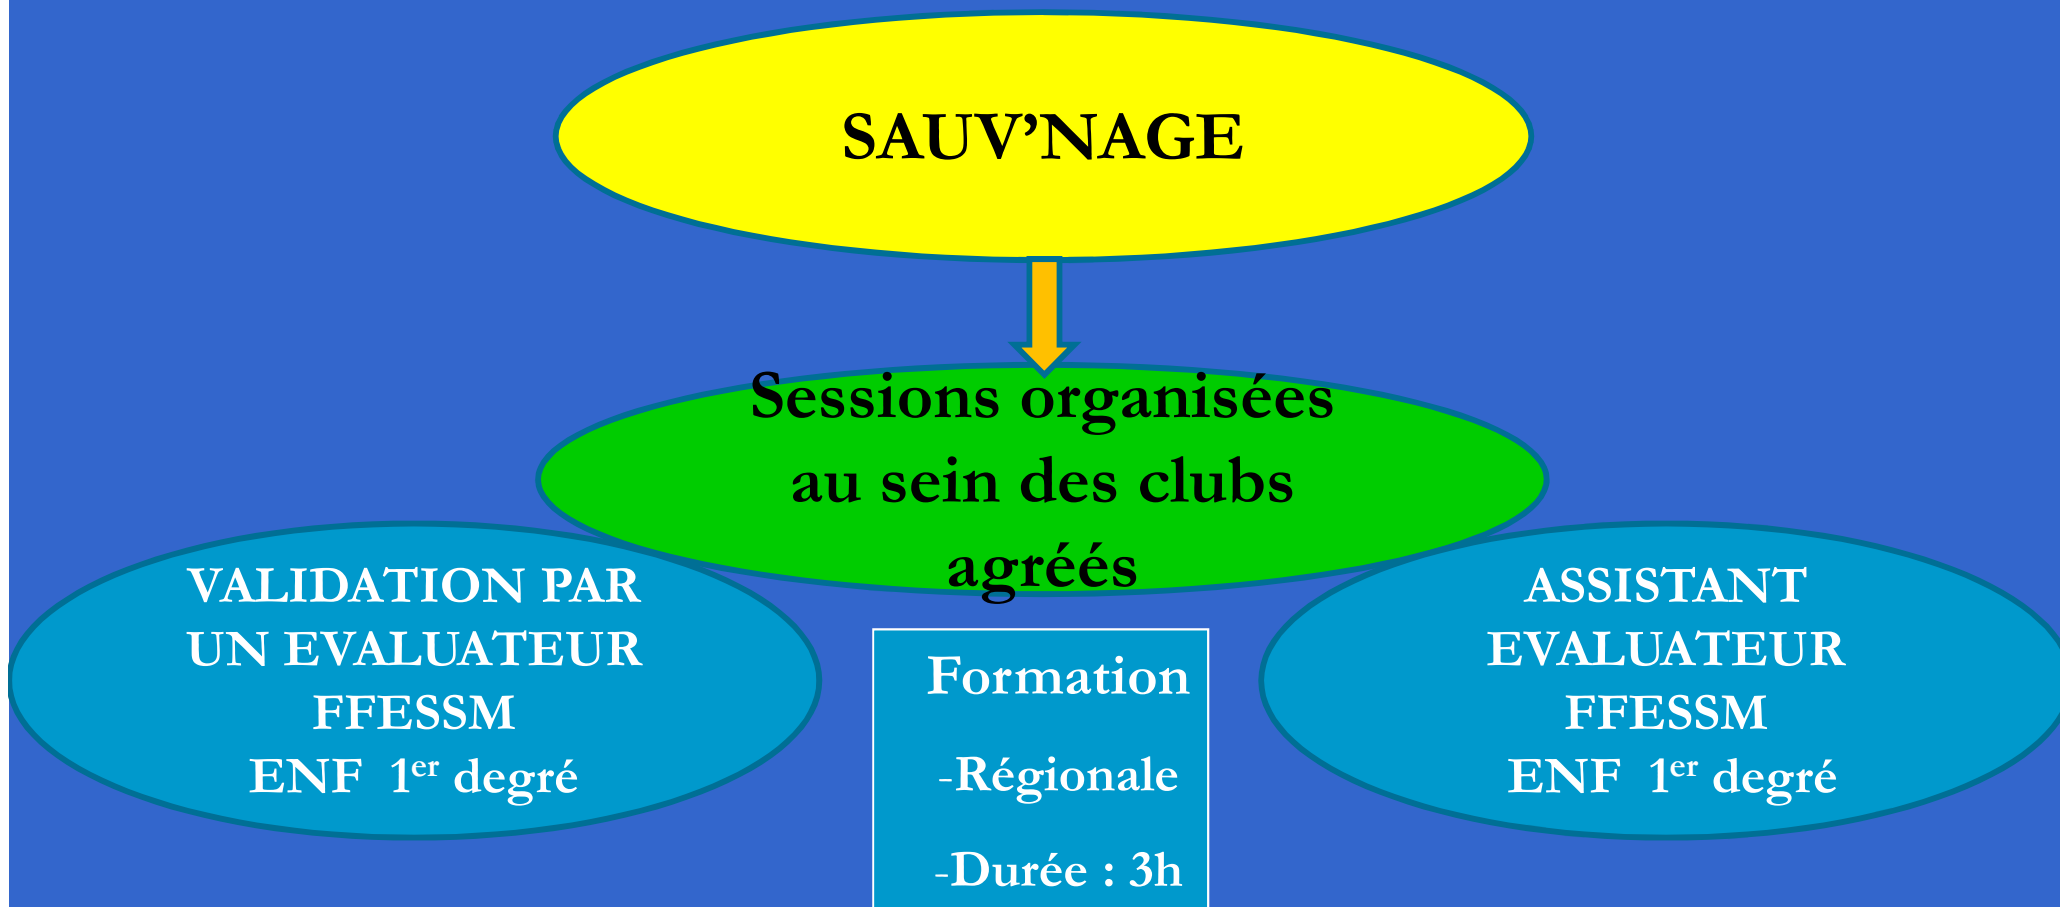 SAUV’NAGE
Sessions organisées
au sein des clubs
agréés
VALIDATION PAR
UN EVALUATEUR
FFESSM
ENF 1er degré
Formation
-Régionale
-Durée : 3h
ASSISTANT
EVALUATEUR
FFESSM
ENF 1er degré